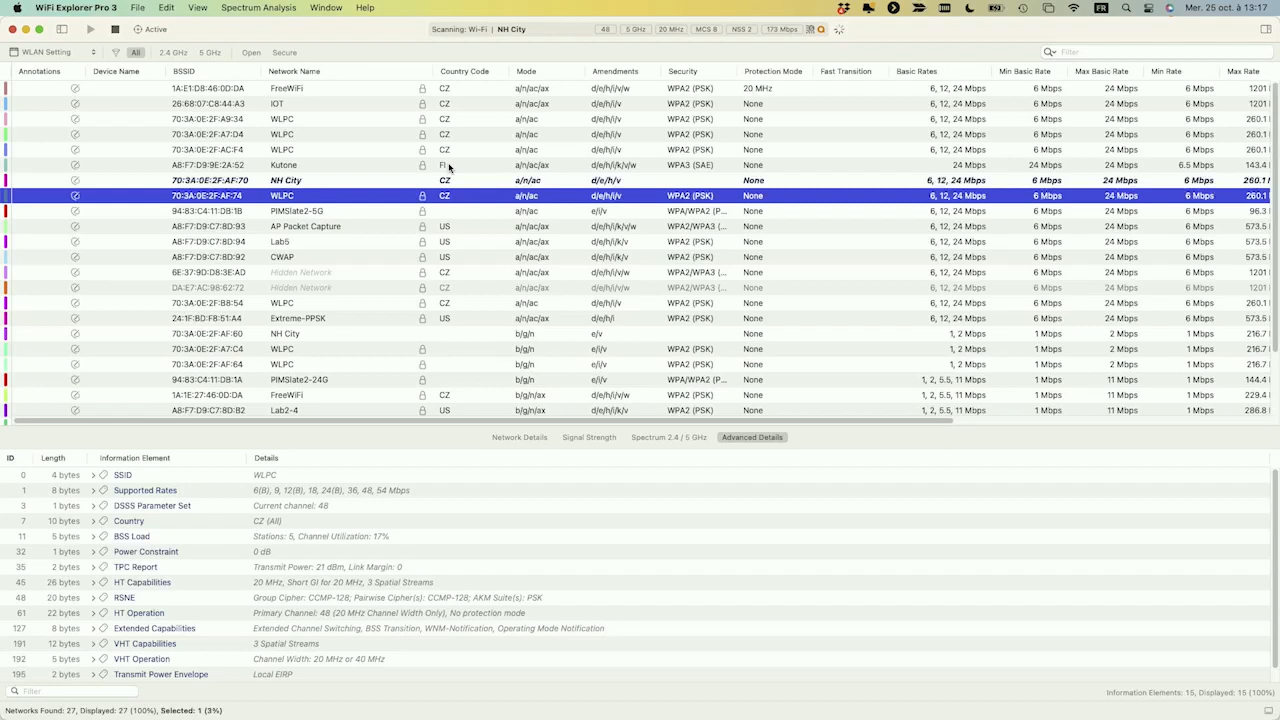 WiFi Explorer Pro 3 File Edit View Spectrum Analysis Window Help FR Mer. 25 oct. à 13:17
Active Scanning: Wi-Fi | NH City 48 5 GHz 20 MHz MCS 8 NSS 2 173 Mbps
WLAN Setting All 2.4 GHz 5 GHz Open Secure Filter
Annotations Device Name BSSID Network Name Country Code Mode Amendments Security Protection Mode Fast Transition Basic Rates Min Basic Rate Max Basic Rate Min Rate Max Rate
1A:E1:D8:46:0D:DA FreeWiFi CZ a/n/ac/ax d/e/h/i/v/w WPA2 (PSK) 20 MHz 6, 12, 24 Mbps 6 Mbps 24 Mbps 6 Mbps 1201
26:68:07:C8:44:A3 IOT CZ a/n/ac/ax d/e/h/i/v WPA2 (PSK) None 6, 12, 24 Mbps 6 Mbps 24 Mbps 6 Mbps 1201
70:3A:0E:2F:A9:34 WLPC CZ a/n/ac d/e/h/i/v WPA2 (PSK) None 6, 12, 24 Mbps 6 Mbps 24 Mbps 6 Mbps 260.1
70:3A:0E:2F:A7:D4 WLPC CZ a/n/ac d/e/h/i/v WPA2 (PSK) None 6, 12, 24 Mbps 6 Mbps 24 Mbps 6 Mbps 260.1
70:3A:0E:2F:AC:F4 WLPC CZ a/n/ac d/e/h/i/v WPA2 (PSK) None 6, 12, 24 Mbps 6 Mbps 24 Mbps 6 Mbps 260.1
A8:F7:D9:9E:2A:52 Kutone FI a/n/ac/ax d/e/h/i/k/v/w WPA3 (SAE) None 24 Mbps 24 Mbps 24 Mbps 6.5 Mbps 143.4
70:3A:0E:2F:AF:70 NH City CZ a/n/ac d/e/h/v None 6, 12, 24 Mbps 6 Mbps 24 Mbps 6 Mbps 260.1
70:3A:0E:2F:AF:74 WLPC CZ a/n/ac d/e/h/i/v WPA2 (PSK) None 6, 12, 24 Mbps 6 Mbps 24 Mbps 6 Mbps 260.1
94:83:C4:11:DB:1B PIMSlate2-5G a/n/ac e/i/v WPA/WPA2 (P... None 6, 12, 24 Mbps 6 Mbps 24 Mbps 6 Mbps 96.3
A8:F7:D9:C7:8D:93 AP Packet Capture US a/n/ac/ax d/e/h/i/k/v/w WPA2/WPA3 (... None 6, 12, 24 Mbps 6 Mbps 24 Mbps 6 Mbps 573.5
A8:F7:D9:C7:8D:94 Lab5 US a/n/ac/ax d/e/h/i/k/v WPA2 (PSK) None 6, 12, 24 Mbps 6 Mbps 24 Mbps 6 Mbps 573.5
A8:F7:D9:C7:8D:92 CWAP US a/n/ac/ax d/e/h/i/k/v WPA2 (PSK) None 6, 12, 24 Mbps 6 Mbps 24 Mbps 6 Mbps 573.5
6E:37:9D:D8:3E:AD Hidden Network CZ a/n/ac/ax d/e/h/i/v/w WPA2/WPA3 (... None 6, 12, 24 Mbps 6 Mbps 24 Mbps 6 Mbps 1201
DA:E7:AC:98:62:72 Hidden Network CZ a/n/ac/ax d/e/h/i/v/w WPA2/WPA3 (... None 6, 12, 24 Mbps 6 Mbps 24 Mbps 6 Mbps 1201
70:3A:0E:2F:B8:54 WLPC CZ a/n/ac d/e/h/i/v WPA2 (PSK) None 6, 12, 24 Mbps 6 Mbps 24 Mbps 6 Mbps 260.1
24:1F:BD:F8:51:A4 Extreme-PPSK US a/n/ac/ax d/e/h/i WPA2 (PSK) None 6, 12, 24 Mbps 6 Mbps 24 Mbps 6 Mbps 573.5
70:3A:0E:2F:AF:60 NH City b/g/n e/v None 1, 2 Mbps 1 Mbps 2 Mbps 1 Mbps 216.7
70:3A:0E:2F:A7:C4 WLPC b/g/n e/i/v WPA2 (PSK) None 1, 2 Mbps 1 Mbps 2 Mbps 1 Mbps 216.7
70:3A:0E:2F:AF:64 WLPC b/g/n e/i/v WPA2 (PSK) None 1, 2 Mbps 1 Mbps 2 Mbps 1 Mbps 216.7
94:83:C4:11:DB:1A PIMSlate2-24G b/g/n e/i/v WPA/WPA2 (P... None 1, 2, 5.5, 11 Mbps 1 Mbps 11 Mbps 1 Mbps 144.4
1A:1E:27:46:0D:DA FreeWiFi CZ b/g/n/ax d/e/h/i/v/w WPA2 (PSK) None 1, 2, 5.5, 11 Mbps 1 Mbps 11 Mbps 1 Mbps 229.4
A8:F7:D9:C7:8D:B2 Lab2-4 US b/g/n/ax d/e/h/i/k/v WPA2 (PSK) None 1, 2, 5.5, 11 Mbps 1 Mbps 11 Mbps 1 Mbps 286.8
Network Details Signal Strength Spectrum 2.4 / 5 GHz Advanced Details
ID Length Information Element Details
0 4 bytes SSID WLPC
1 8 bytes Supported Rates 6(B), 9, 12(B), 18, 24(B), 36, 48, 54 Mbps
3 1 bytes DSSS Parameter Set Current channel: 48
7 10 bytes Country CZ (All)
11 5 bytes BSS Load Stations: 5, Channel Utilization: 17%
32 1 bytes Power Constraint 0 dB
35 2 bytes TPC Report Transmit Power: 21 dBm, Link Margin: 0
45 26 bytes HT Capabilities 20 MHz, Short GI for 20 MHz, 3 Spatial Streams
48 20 bytes RSNE Group Cipher: CCMP-128; Pairwise Cipher(s): CCMP-128; AKM Suite(s): PSK
61 22 bytes HT Operation Primary Channel: 48 (20 MHz Channel Width Only), No protection mode
127 8 bytes Extended Capabilities Extended Channel Switching, BSS Transition, WNM-Notification, Operating Mode Notification
191 12 bytes VHT Capabilities 3 Spatial Streams
192 5 bytes VHT Operation Channel Width: 20 MHz or 40 MHz
195 2 bytes Transmit Power Envelope Local EIRP
Filter Information Elements: 15, Displayed: 15 (100%)
Networks Found: 27, Displayed: 27 (100%), Selected: 1 (3%)